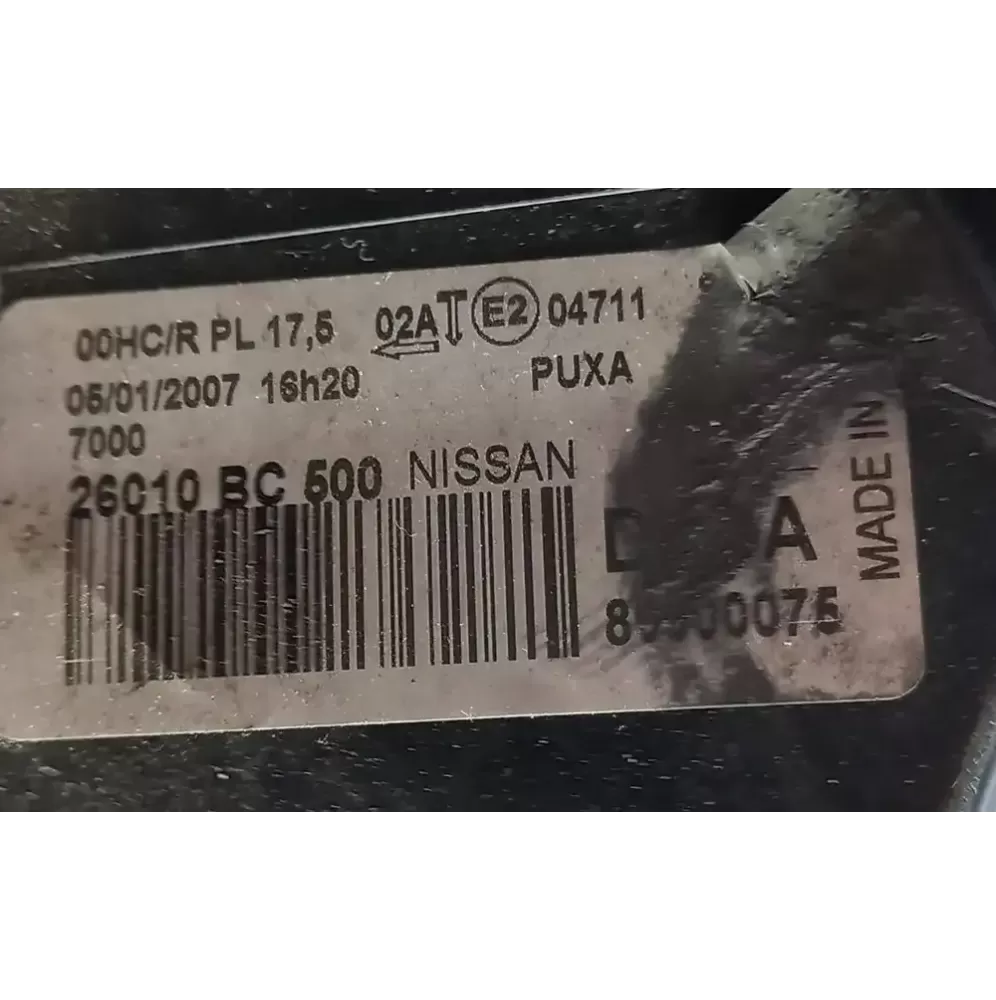 00HC/R PL 17,5 02A E2 04711
05/01/2007 16h20 PUXA
7000
26010 BC 500 NISSAN
MADE IN